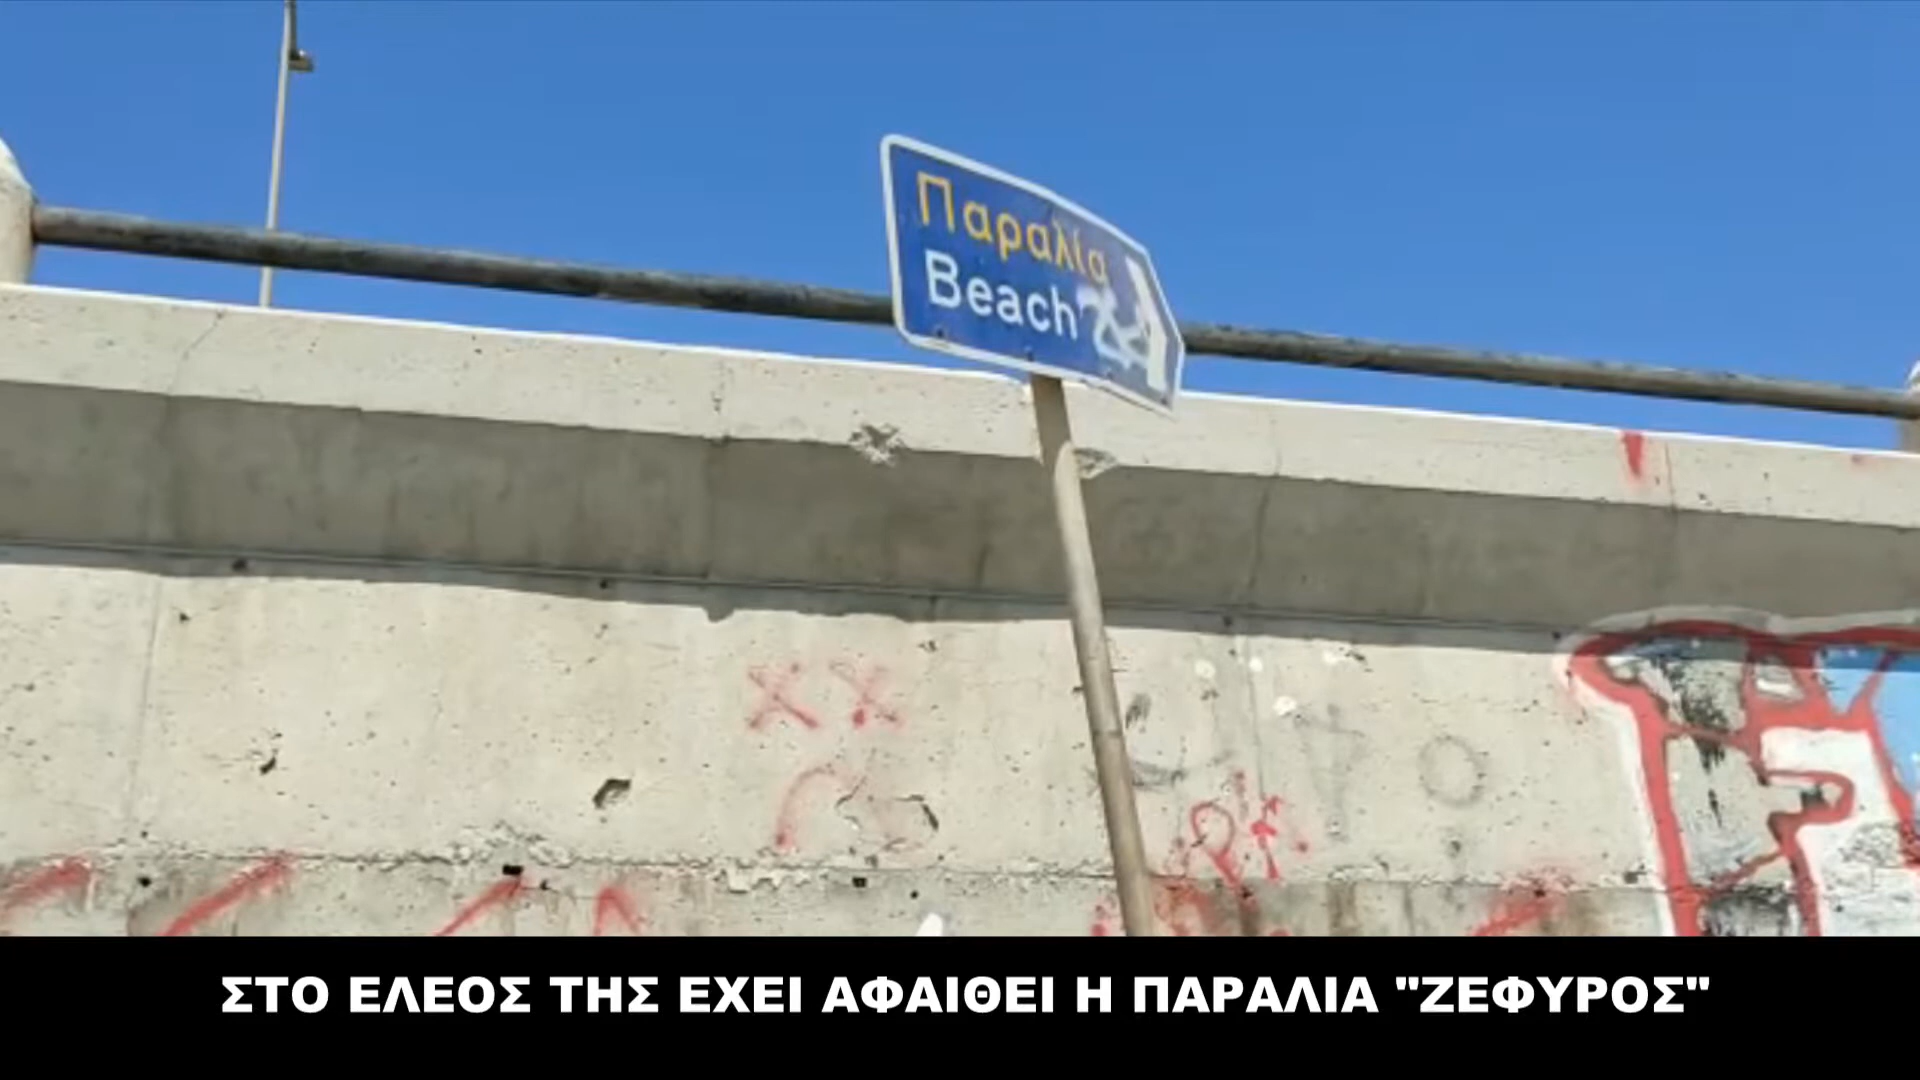 Παραλία
Beach
ΣΤΟ ΕΛΕΟΣ ΤΗΣ ΕΧΕΙ ΑΦΑΙΘΕΙ Η ΠΑΡΑΛΙΑ "ΖΕΦΥΡΟΣ"